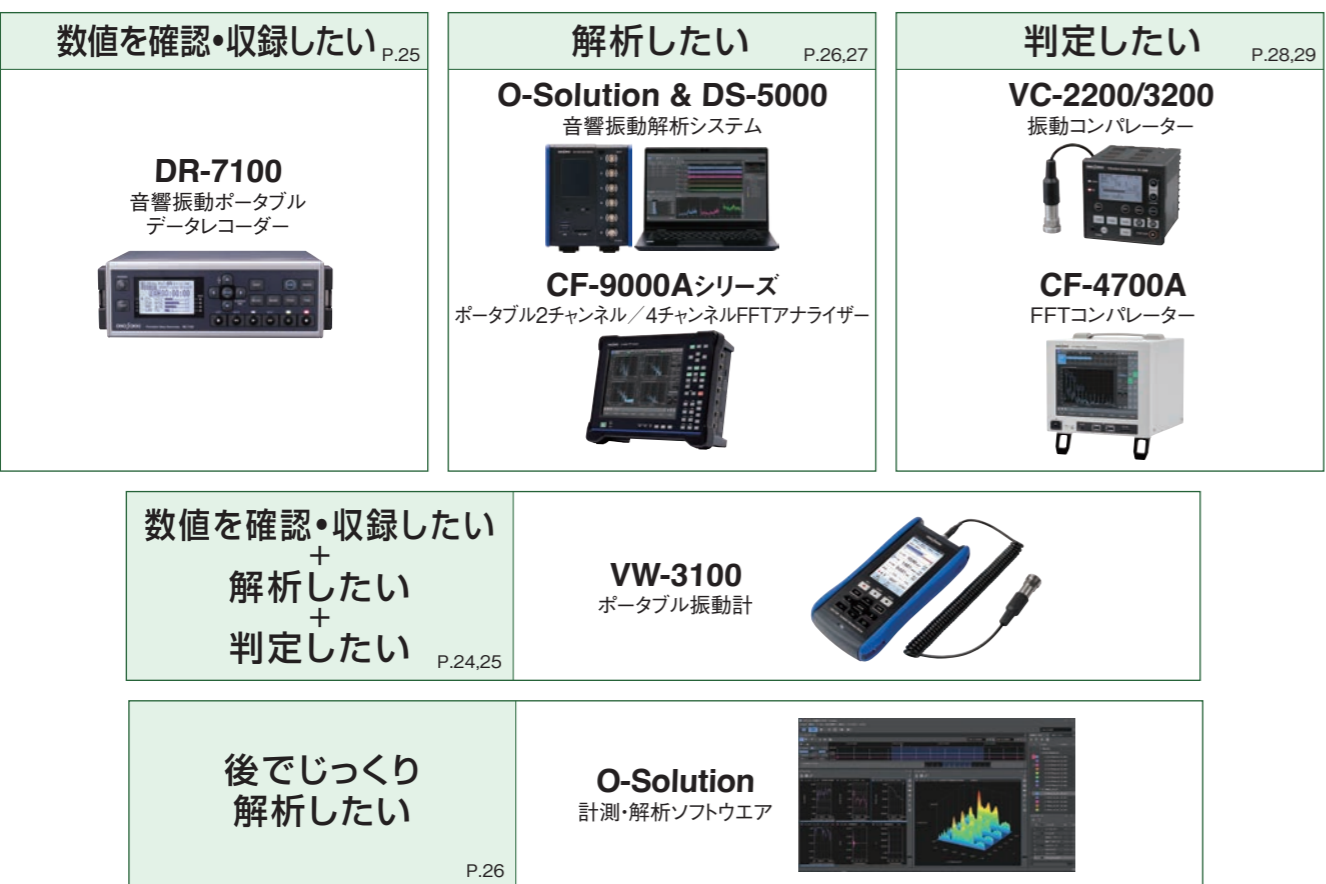 数値を確認・収録したい P.25
DR-7100
音響振動ポータブル
データレコーダー
解析したい P.26,27
O-Solution & DS-5000
音響振動解析システム
CF-9000Aシリーズ
ポータブル2チャンネル／4チャンネルFFTアナライザー
判定したい P.28,29
VC-2200/3200
振動コンパレーター
CF-4700A
FFTコンパレーター
数値を確認・収録したい
+
解析したい
+
判定したい P.24,25
VW-3100
ポータブル振動計
後でじっくり
解析したい
P.26
O-Solution
計測・解析ソフトウエア